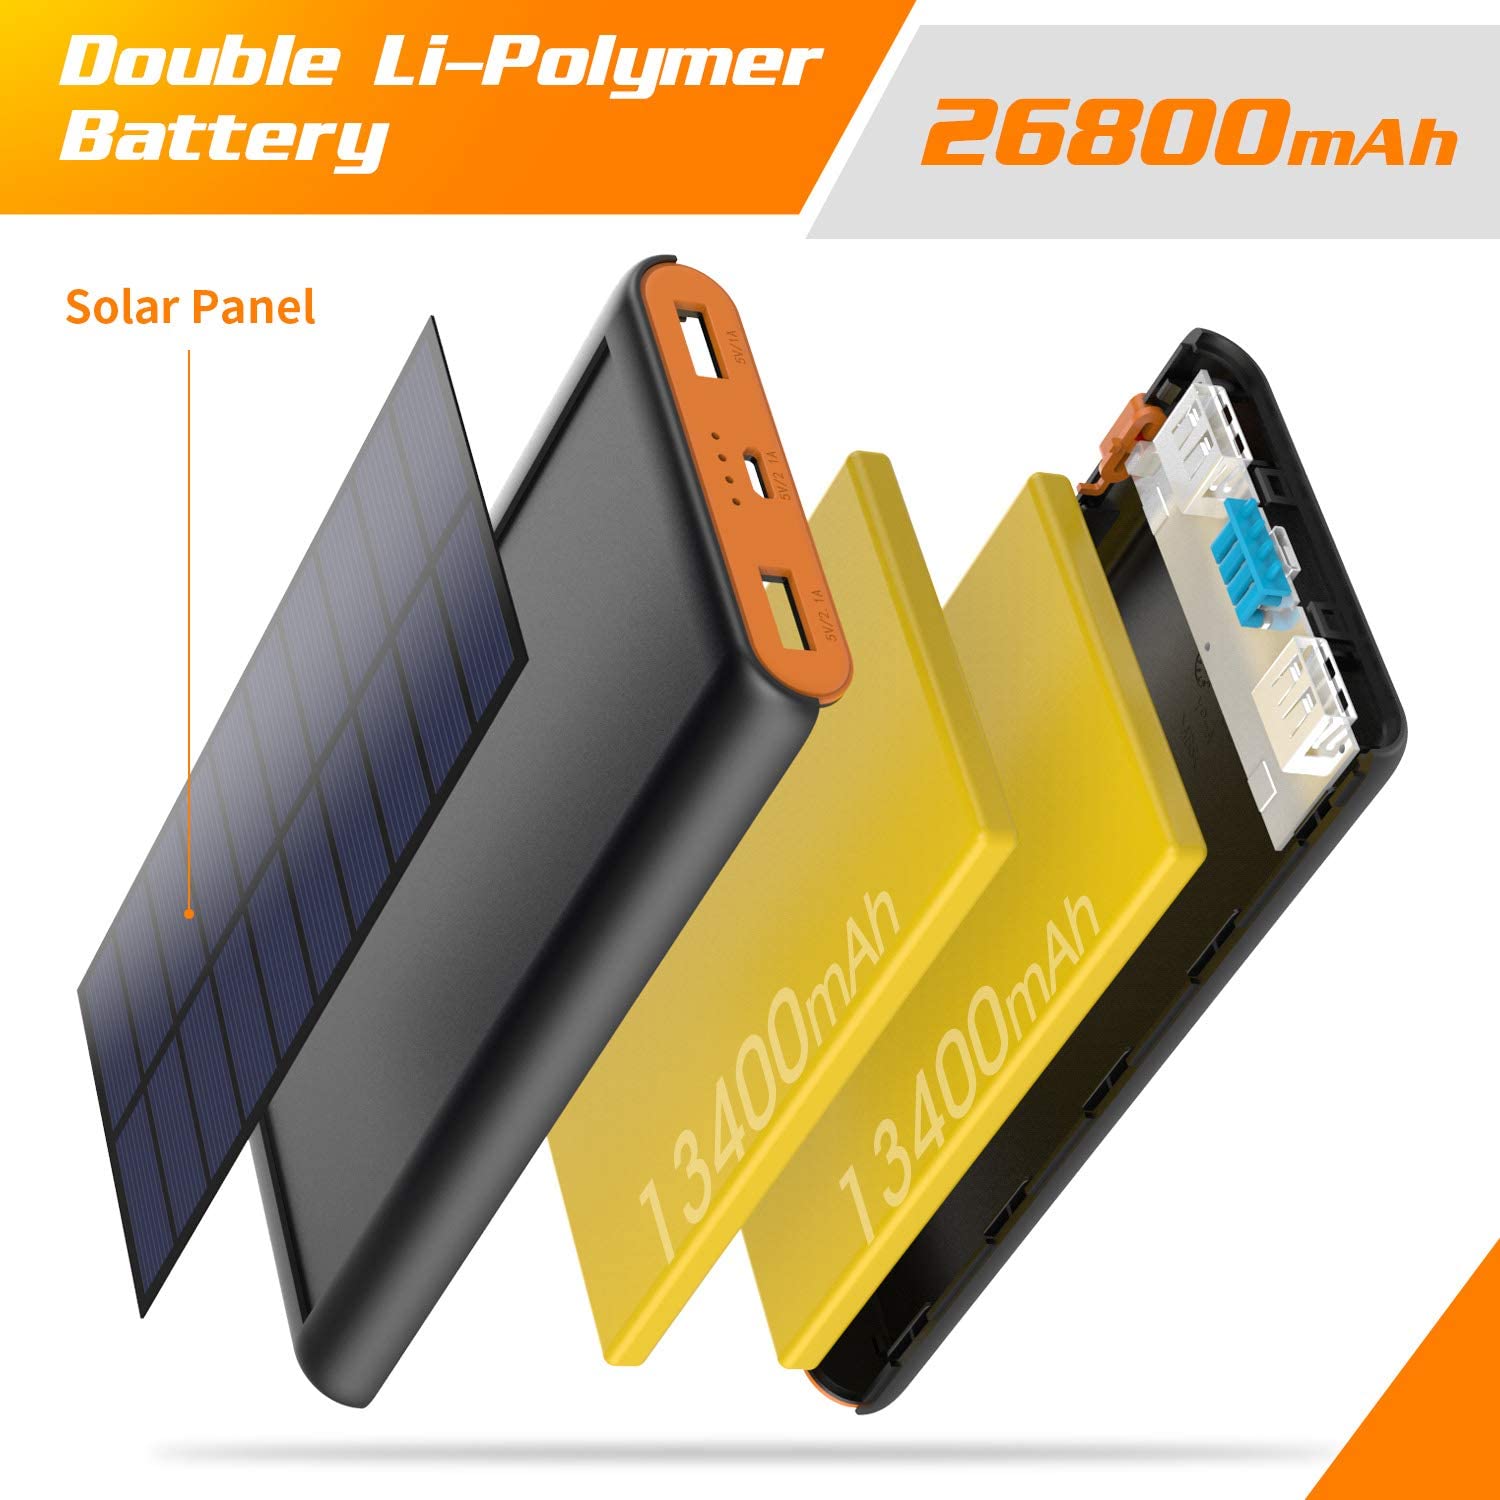 Double Li-Polymer
Battery
26800mAh
Solar Panel
5V/1A
5V/2.1A
5V/2.1A
13400mAh
13400mAh